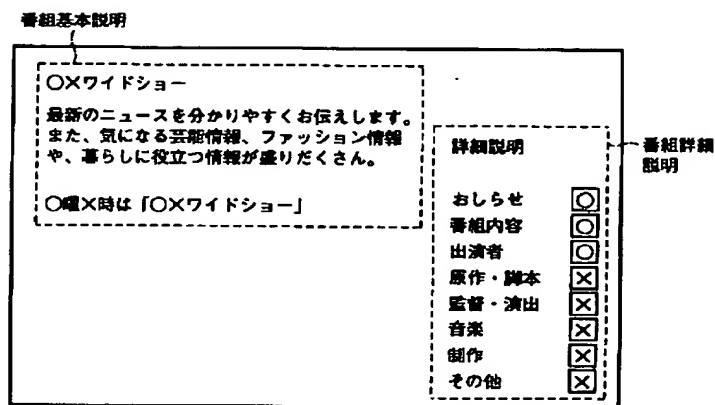 番組基本説明
○×ワイドショー
最新のニュースを分かりやすくお伝えします。
また、気になる芸能情報、ファッション情報
や、暮らしに役立つ情報が盛りだくさん。
○曜×時は「○×ワイドショー」
詳細説明
おしらせ ○
番組内容 ○
出演者 ○
原作・脚本 ×
監督・演出 ×
音楽 ×
制作 ×
その他 ×
番組詳細
説明